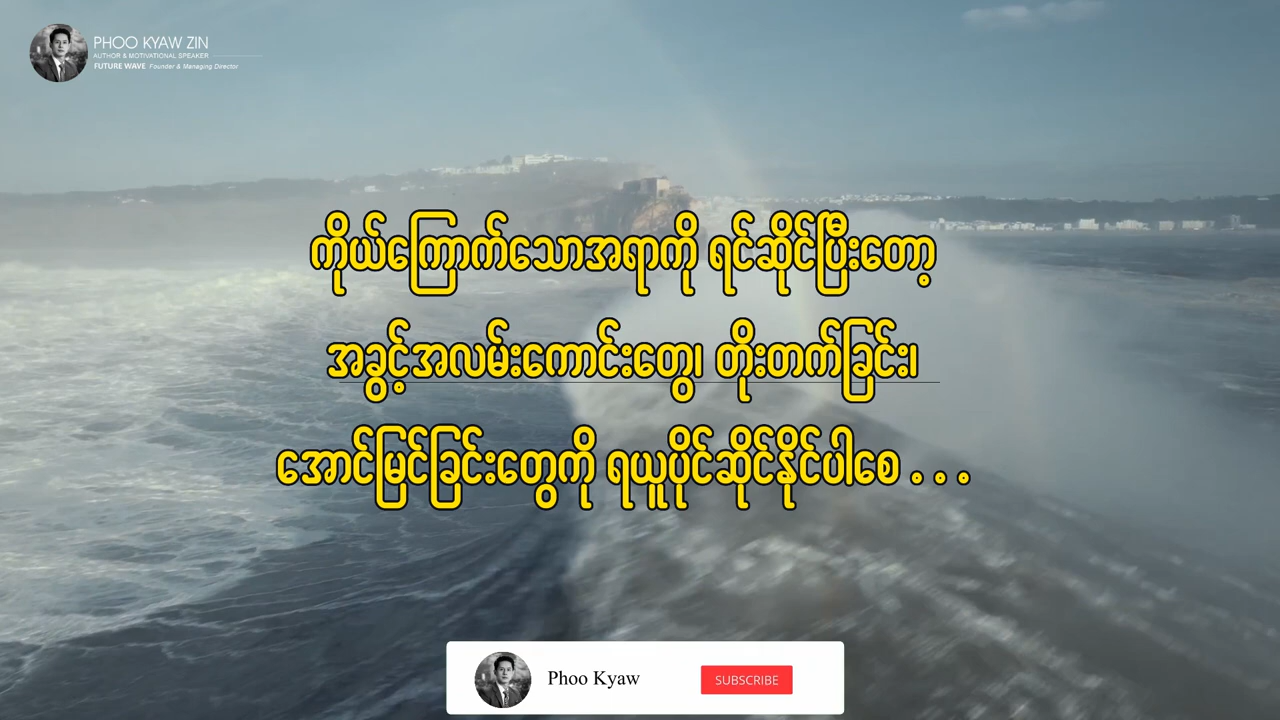 PHOO KYAW ZIN
AUTHOR & MOTIVATIONAL SPEAKER
FUTURE WAVE Founder & Managing Director
ကိုယ်ကြောက်သောအရာကို ရင်ဆိုင်ပြီးတော့
အခွင့်အလမ်းကောင်းတွေ၊ တိုးတက်ခြင်း၊
အောင်မြင်ခြင်းတွေကို ရယူပိုင်ဆိုင်နိုင်ပါစေ . . .
Phoo Kyaw
SUBSCRIBE